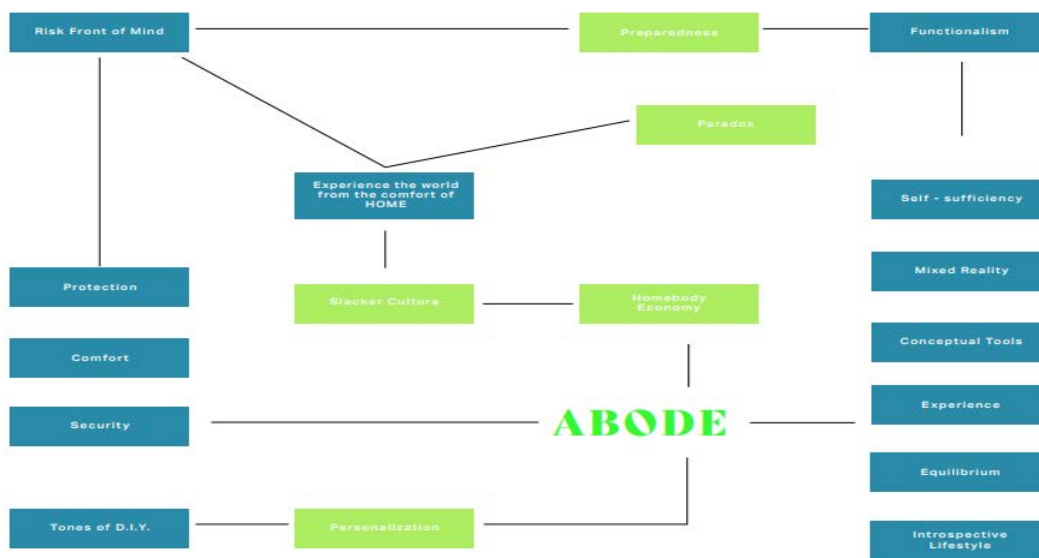 Risk Front of Mind
Preparedness
Functionalism
Paradox
Experience the world
from the comfort of
HOME
Self - sufficiency
Mixed Reality
Protection
Slacker Culture
Homebody
Economy
Conceptual Tools
Comfort
Experience
Security
ABODE
Equilibrium
Tones of D.I.Y.
Personalization
Introspective
Lifestyle